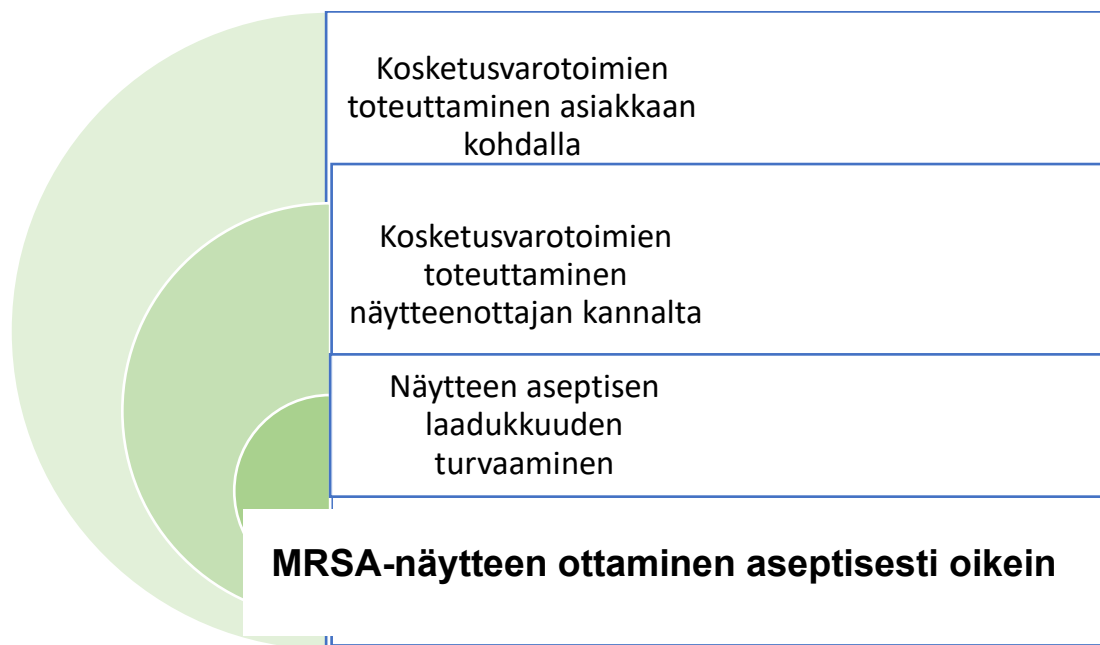 Kosketusvarotoimien
toteuttaminen asiakkaan
kohdalla
Kosketusvarotoimien
toteuttaminen
näytteenottajan kannalta
Näytteen aseptisen
laadukkuuden
turvaaminen
MRSA-näytteen ottaminen aseptisesti oikein